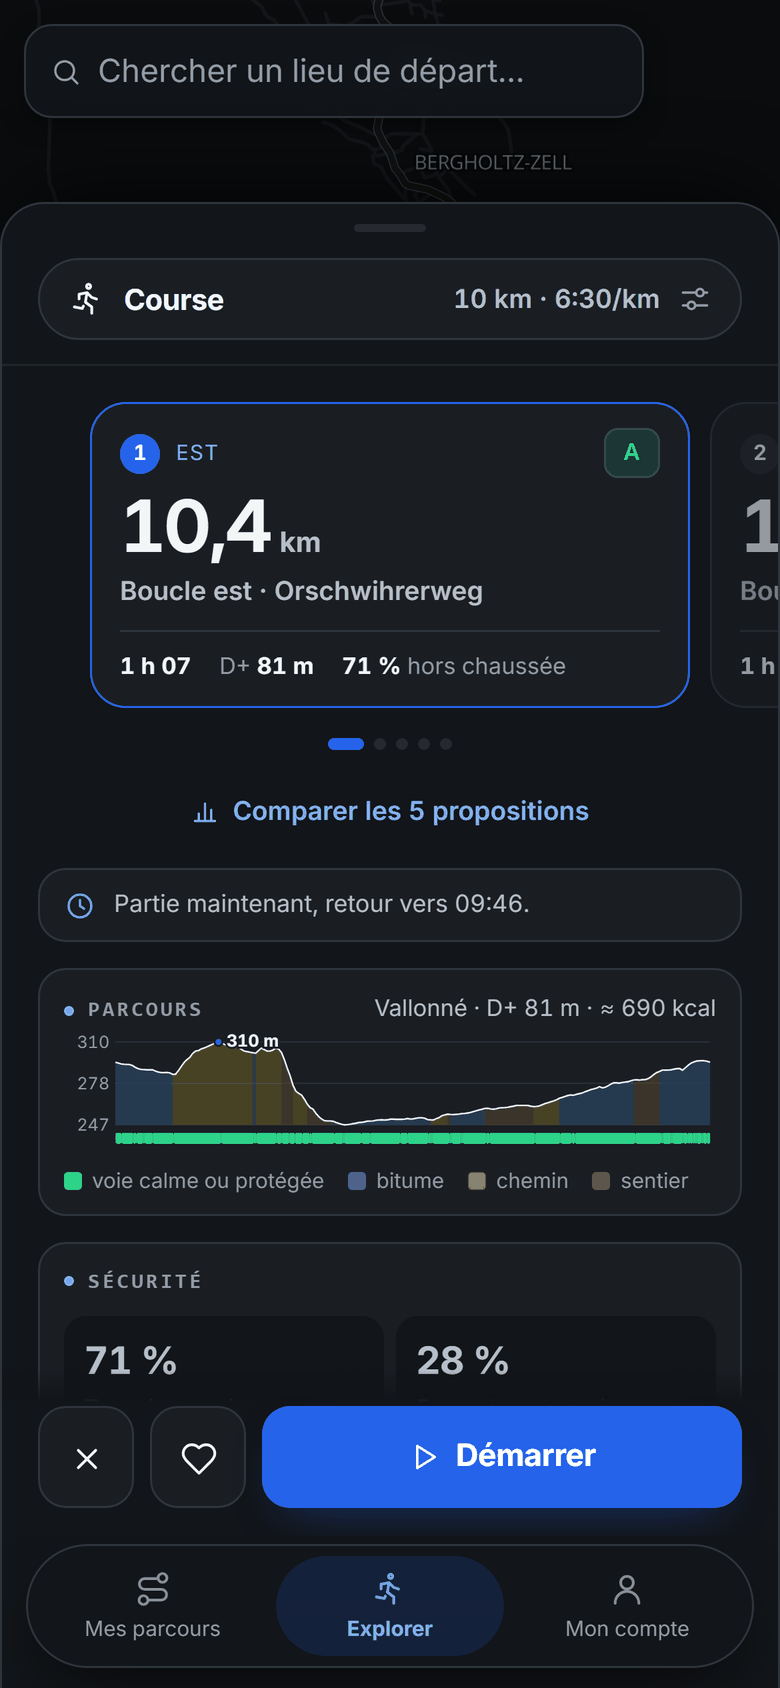 Chercher un lieu de départ...
BERGHOLTZ-ZELL
Course 10 km · 6:30/km
1 EST A 2
10,4 km
Boucle est · Orschwihrerweg
1 h 07 D+ 81 m 71 % hors chaussée
Comparer les 5 propositions
Partie maintenant, retour vers 09:46.
PARCOURS Vallonné · D+ 81 m · ≈ 690 kcal
310 310 m
278
247
voie calme ou protégée bitume chemin sentier
SÉCURITÉ
71 % 28 %
Démarrer
Mes parcours Explorer Mon compte